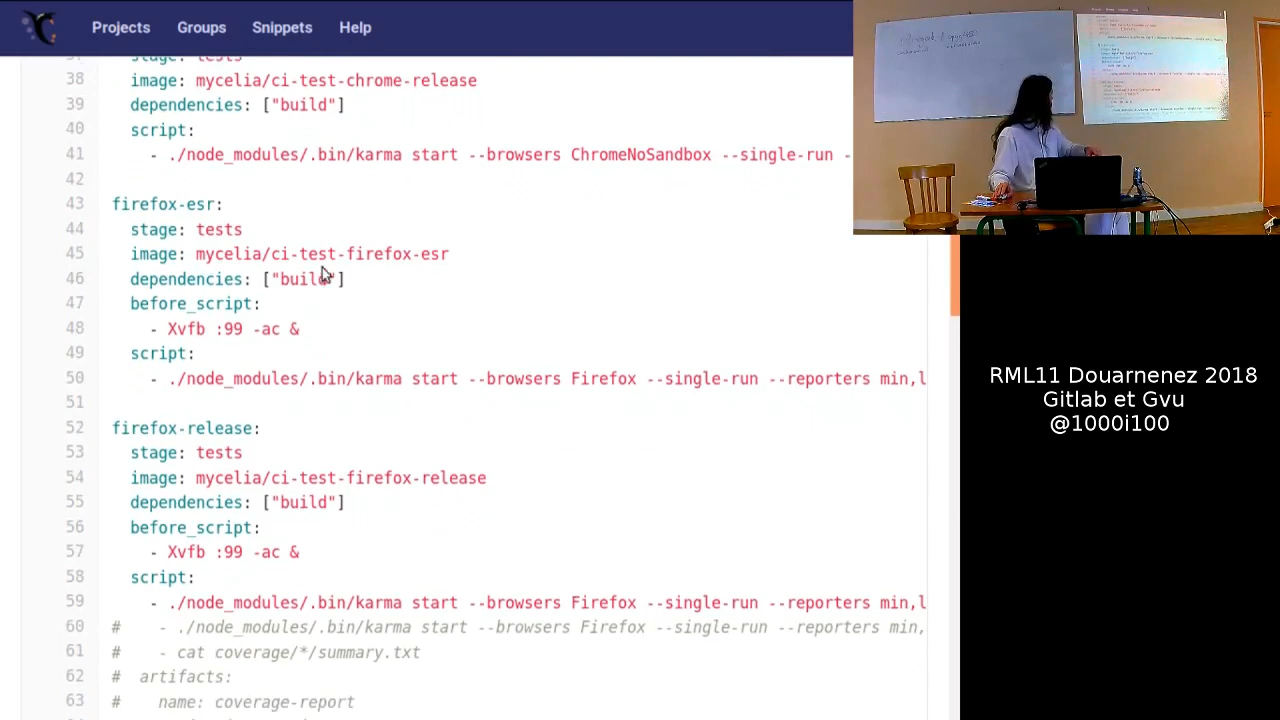 Projects Groups Snippets Help
37 stage: tests
38 image: mycelia/ci-test-chrome-release
39 dependencies: ["build"]
40 script:
41 - ./node_modules/.bin/karma start --browsers ChromeNoSandbox --single-run -
42
43 firefox-esr:
44 stage: tests
45 image: mycelia/ci-test-firefox-esr
46 dependencies: ["build"]
47 before_script:
48 - Xvfb :99 -ac &
49 script:
50 - ./node_modules/.bin/karma start --browsers Firefox --single-run --reporters min,l
51
52 firefox-release:
53 stage: tests
54 image: mycelia/ci-test-firefox-release
55 dependencies: ["build"]
56 before_script:
57 - Xvfb :99 -ac &
58 script:
59 - ./node_modules/.bin/karma start --browsers Firefox --single-run --reporters min,l
60 # - ./node_modules/.bin/karma start --browsers Firefox --single-run --reporters min,
61 # - cat coverage/*/summary.txt
62 # artifacts:
63 # name: coverage-report
RML11 Douarnenez 2018
Gitlab et Gvu
@1000i100